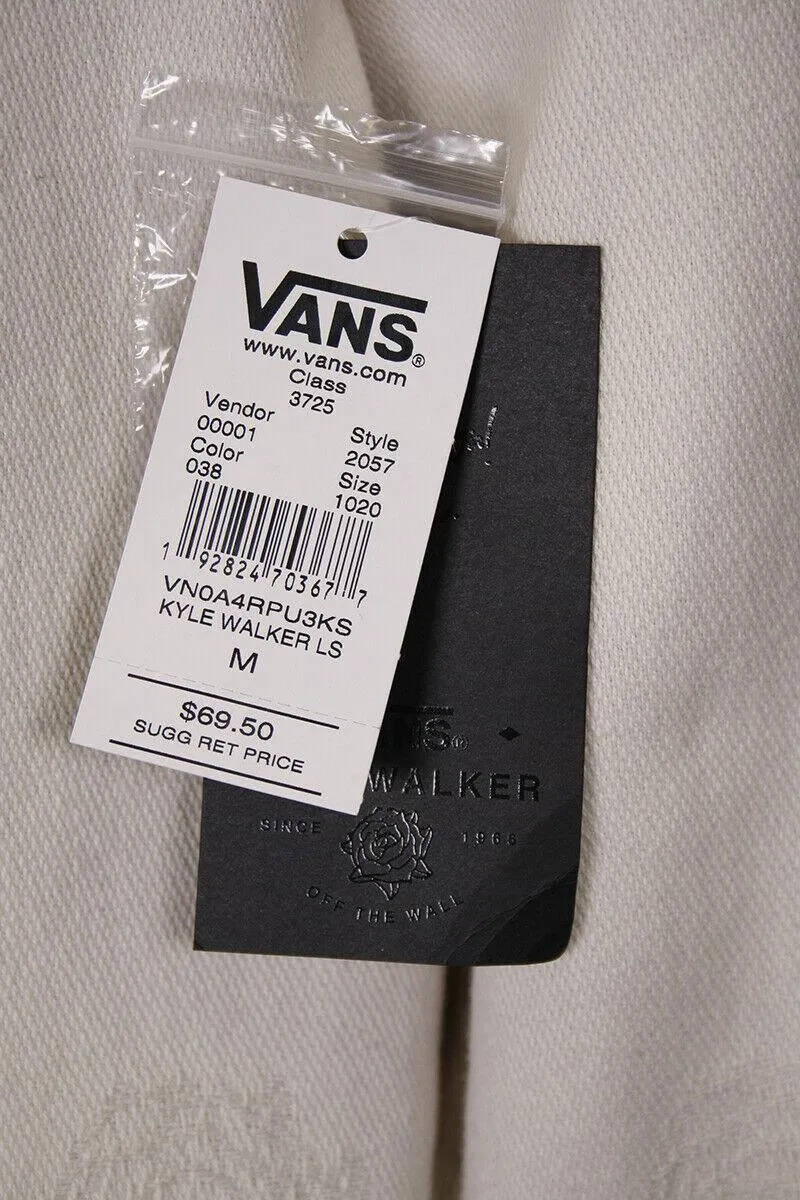 VANS®
www.vans.com
Class
3725
Vendor
00001
Style
2057
Color
038
Size
1020
1 92824 70367 7
VN0A4RPU3KS
KYLE WALKER LS
M
$69.50
SUGG RET PRICE
WALKER
SINCE 1966
OFF THE WALL